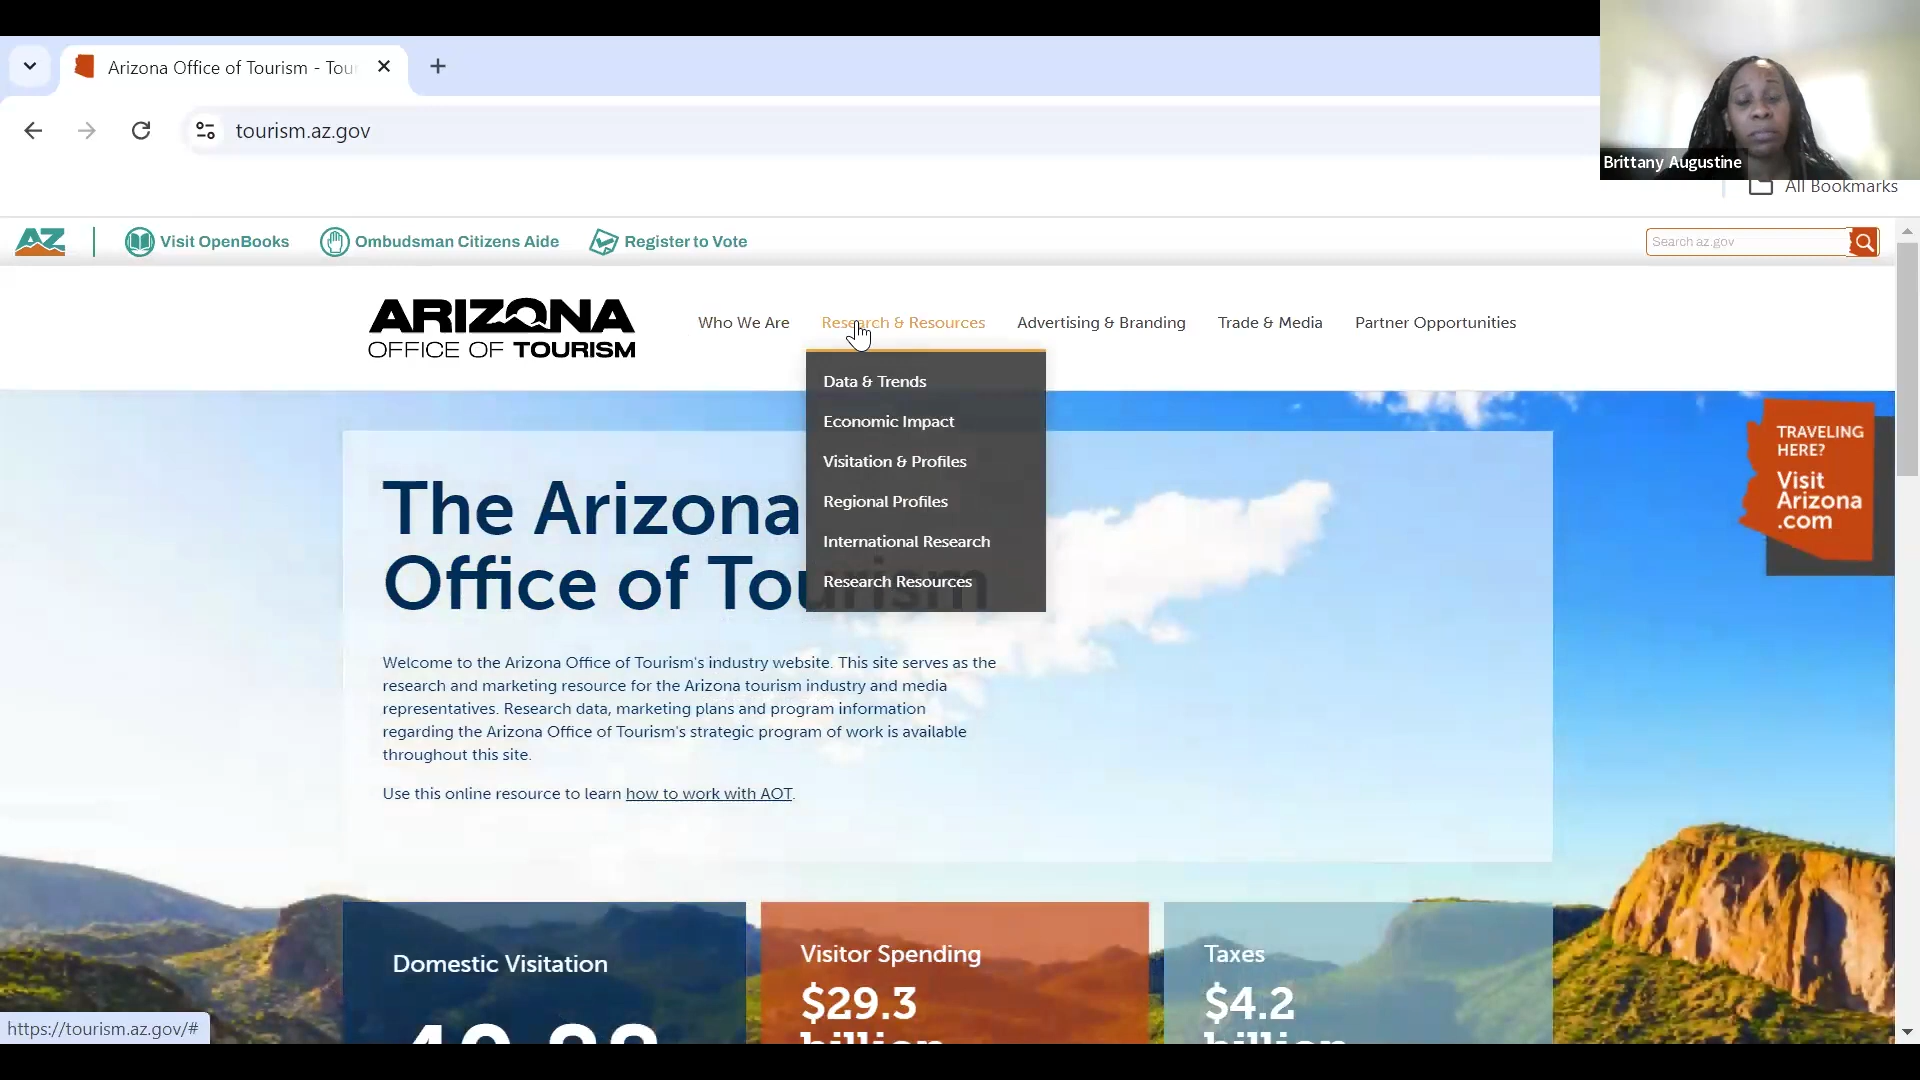 Arizona Office of Tourism - Tour
tourism.az.gov
Brittany Augustine
All Bookmarks
AZ
Visit OpenBooks
Ombudsman Citizens Aide
Register to Vote
Search az.gov
ARIZONA
OFFICE OF TOURISM
Who We Are
Research & Resources
Advertising & Branding
Trade & Media
Partner Opportunities
Data & Trends
Economic Impact
Visitation & Profiles
Regional Profiles
International Research
Research Resources
TRAVELING
HERE?
Visit
Arizona
.com
The Arizona
Office of Tourism
Welcome to the Arizona Office of Tourism's industry website. This site serves as the
research and marketing resource for the Arizona tourism industry and media
representatives. Research data, marketing plans and program information
regarding the Arizona Office of Tourism's strategic program of work is available
throughout this site.
Use this online resource to learn how to work with AOT.
Domestic Visitation
Visitor Spending
$29.3
billion
Taxes
$4.2
billion
https://tourism.az.gov/#